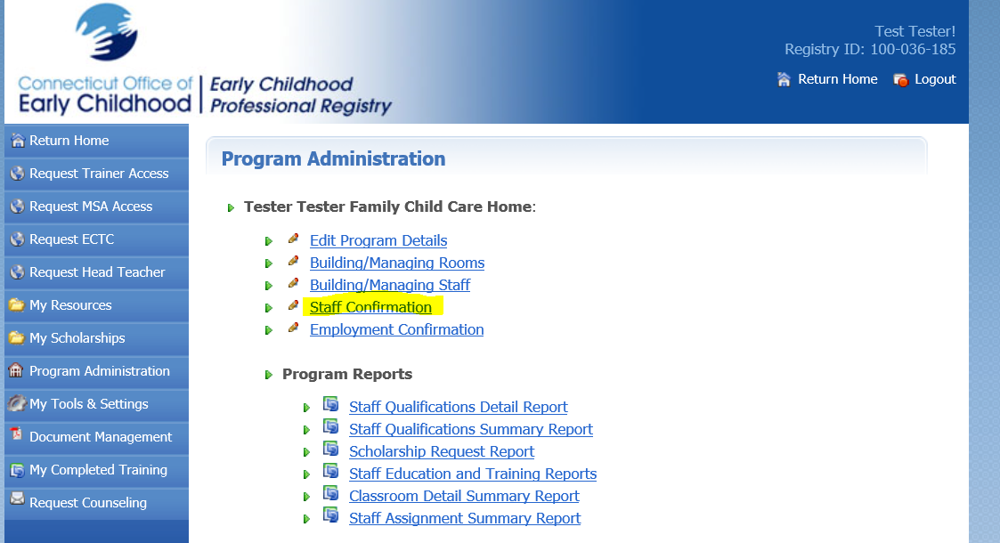 Connecticut Office of
Early Childhood
Early Childhood
Professional Registry
Test Tester!
Registry ID: 100-036-185
Return Home
Logout
Return Home
Request Trainer Access
Request MSA Access
Request ECTC
Request Head Teacher
My Resources
My Scholarships
Program Administration
My Tools & Settings
Document Management
My Completed Training
Request Counseling
Program Administration
Tester Tester Family Child Care Home:
Edit Program Details
Building/Managing Rooms
Building/Managing Staff
Staff Confirmation
Employment Confirmation
Program Reports
Staff Qualifications Detail Report
Staff Qualifications Summary Report
Scholarship Request Report
Staff Education and Training Reports
Classroom Detail Summary Report
Staff Assignment Summary Report